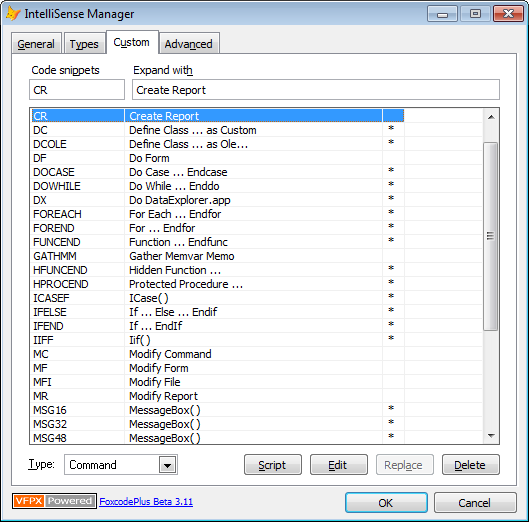 IntelliSense Manager
General Types Custom Advanced
Code snippets Expand with
CR Create Report
CR Create Report
DC Define Class ... as Custom *
DCOLE Define Class ... as Ole... *
DF Do Form
DOCASE Do Case ... Endcase *
DOWHILE Do While ... Enddo *
DX Do DataExplorer.app *
FOREACH For Each ... Endfor *
FOREND For ... Endfor *
FUNCEND Function ... Endfunc *
GATHMM Gather Memvar Memo
HFUNCEND Hidden Function ... *
HPROCEND Protected Procedure ... *
ICASEF ICase() *
IFELSE If ... Else ... Endif *
IFEND If ... EndIf *
IIFF Iif() *
MC Modify Command
MF Modify Form
MFI Modify File
MR Modify Report
MSG16 MessageBox() *
MSG32 MessageBox() *
MSG48 MessageBox() *
Type: Command Script Edit Replace Delete
VFPX Powered FoxcodePlus Beta 3.11 OK Cancel